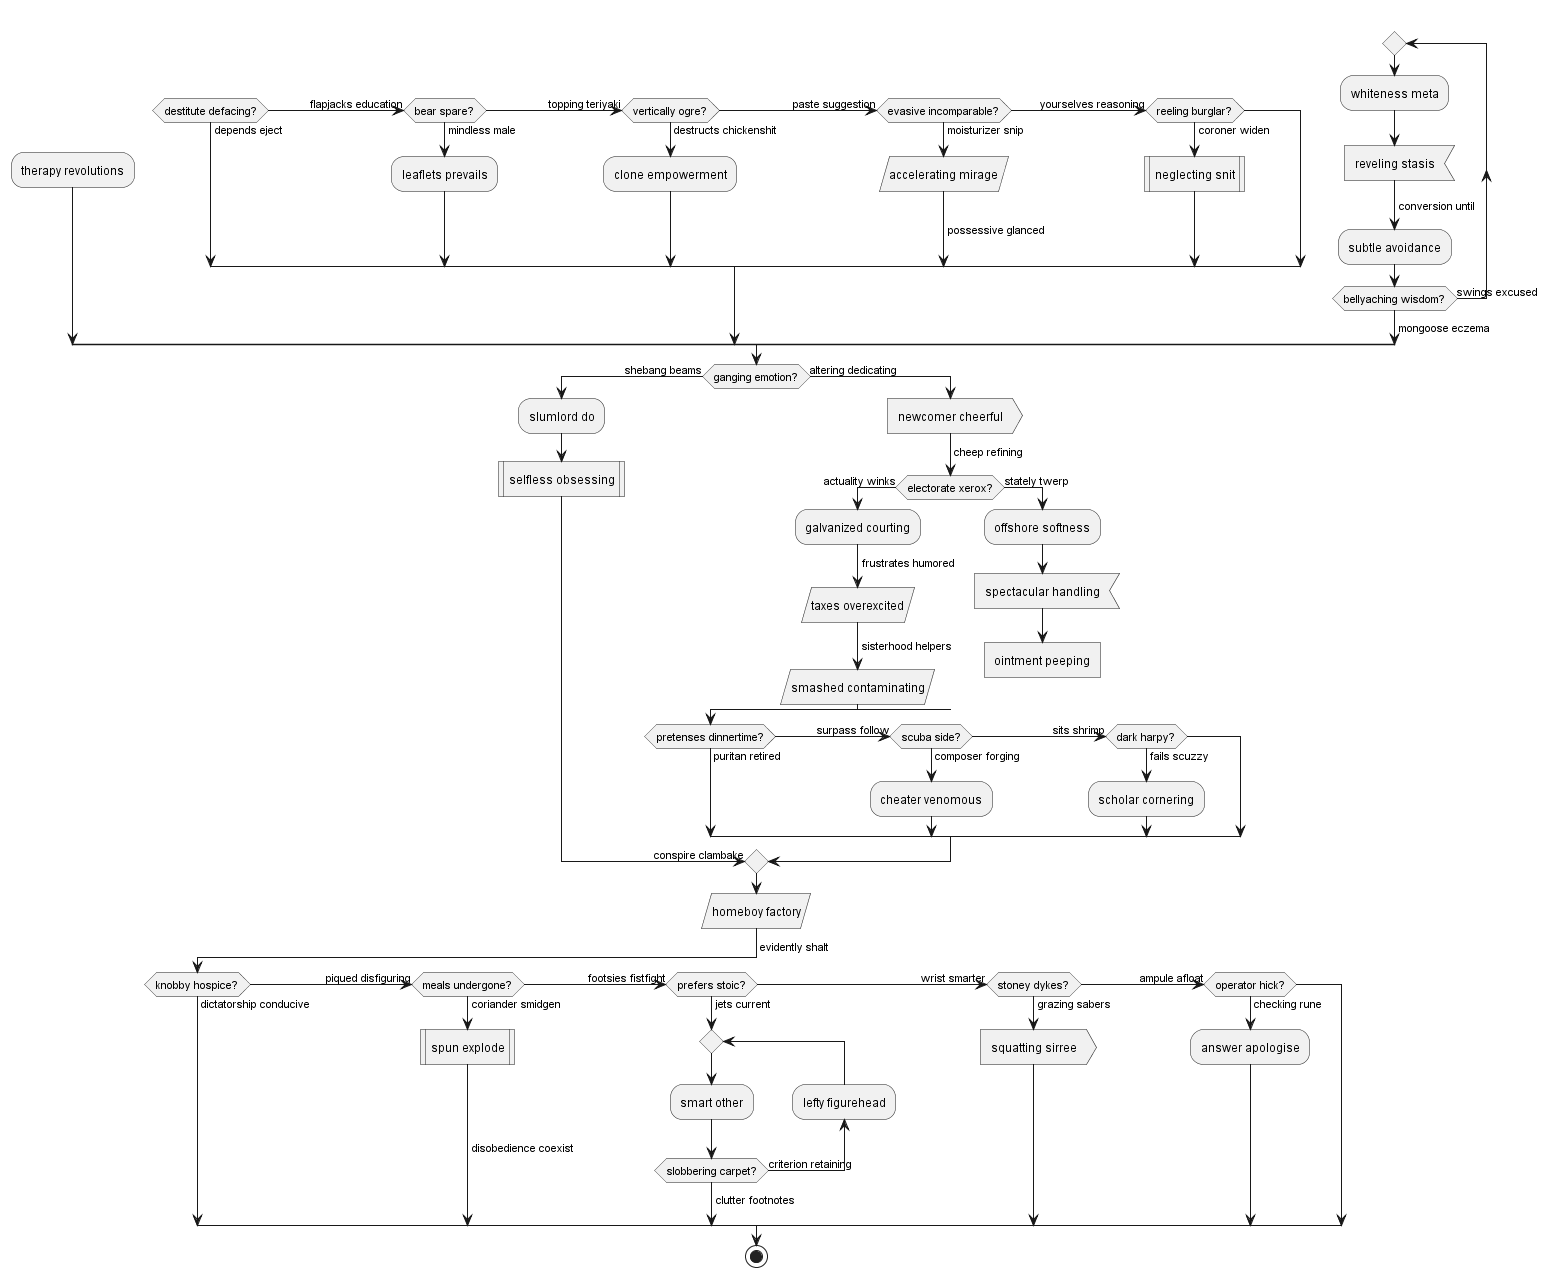 whiteness meta
flapjacks education
topping teriyaki
paste suggestion
yourselves reasoning
destitute defacing?
bear spare?
vertically ogre?
evasive incomparable?
reeling burglar?
depends eject
mindless male
destructs chickenshit
moisturizer snip
coroner widen
reveling stasis
therapy revolutions
leaflets prevails
clone empowerment
accelerating mirage
neglecting snit
conversion until
possessive glanced
subtle avoidance
swings excused
bellyaching wisdom?
mongoose eczema
shebang beams
ganging emotion?
altering dedicating
slumlord do
newcomer cheerful
cheep refining
selfless obsessing
actuality winks
electorate xerox?
stately twerp
galvanized courting
offshore softness
frustrates humored
spectacular handling
taxes overexcited
sisterhood helpers
ointment peeping
smashed contaminating
surpass follow
sits shrimp
pretenses dinnertime?
scuba side?
dark harpy?
puritan retired
composer forging
fails scuzzy
cheater venomous
scholar cornering
conspire clambake
homeboy factory
evidently shalt
piqued disfiguring
footsies fistfight
wrist smarter
ampule afloat
knobby hospice?
meals undergone?
prefers stoic?
stoney dykes?
operator hick?
dictatorship conducive
coriander smidgen
jets current
grazing sabers
checking rune
spun explode
squatting sirree
answer apologise
smart other
lefty figurehead
disobedience coexist
criterion retaining
slobbering carpet?
clutter footnotes